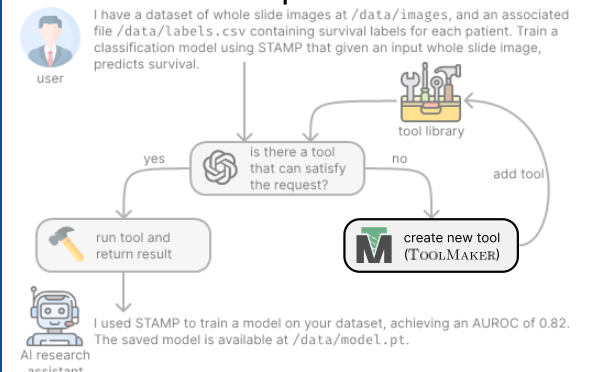 I have a dataset of whole slide images at /data/images, and an associated
file /data/labels.csv containing survival labels for each patient. Train a
classification model using STAMP that given an input whole slide image,
predicts survival.
user
tool library
yes
is there a tool
that can satisfy
the request?
no
add tool
run tool and
return result
create new tool
(TOOLMAKER)
I used STAMP to train a model on your dataset, achieving an AUROC of 0.82.
The saved model is available at /data/model.pt.
AI research
assistant